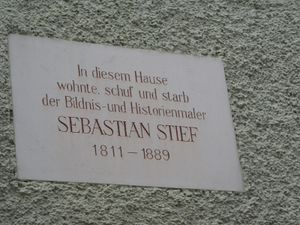 In diesem Hause
wohnte, schuf und starb
der Bildnis-und Historienmaler
SEBASTIAN STIEF
1811-1889